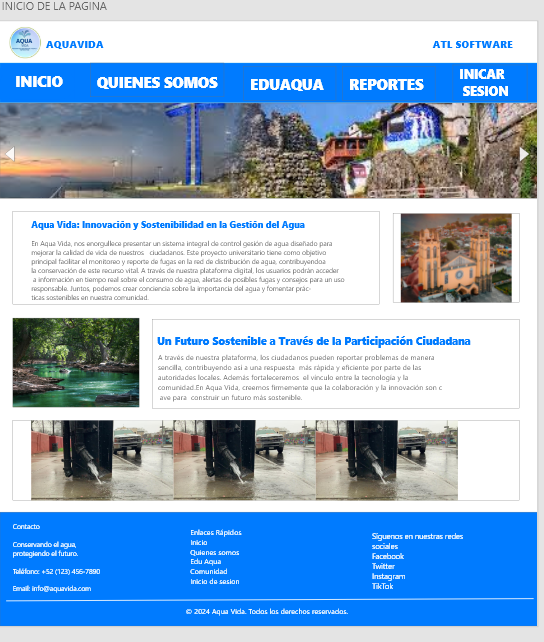 INICIO DE LA PAGINA
AQUA
VIDA
AQUAVIDA
ATL SOFTWARE
INICIO
QUIENES SOMOS
EDUAQUA
REPORTES
INICAR
SESION
Aqua Vida: Innovación y Sostenibilidad en la Gestión del Agua
En Aqua Vida, nos enorgullece presentar un sistema integral de control gesión de agua diseñado para
mejorar la calidad de vida de nuestros ciudadanos. Este proyecto universitario tiene como objetivo
principal facilitar el monitoreo y reporte de fugas en la red de distribución de agua, contribuyendoa
la conservación de este recurso vital. A través de nuestra plataforma digital, los usuarios podrán acceder
a información en tiempo real sobre el consumo de agua, alertas de posibles fugas y consejos para un uso
responsable. Juntos, podemos crear conciencia sobre la importancia del agua y fomentar prác-
ticas sostenibles en nuestra comunidad.
Un Futuro Sostenible a Través de la Participación Ciudadana
A través de nuestra plataforma, los ciudadanos pueden reportar problemas de manera
sencilla, contribuyendo así a una respuesta más rápida y eficiente por parte de las
autoridades locales. Además fortaleceremos el vínculo entre la tecnología y la
comunidad.En Aqua Vida, creemos firmemente que la colaboración y la innovación son c
ave para construir un futuro más sostenible.
Contacto
Conservando el agua,
protegiendo el futuro.
Teléfono: +52 (123) 456-7890
Email: info@aquavida.com
Enlaces Rápidos
Inicio
Quienes somos
Edu Aqua
Comunidad
Inicio de sesion
Síguenos en nuestras redes
sociales
Facebook
Twitter
Instagram
TikTok
© 2024 Aqua Vida. Todos los derechos reservados.